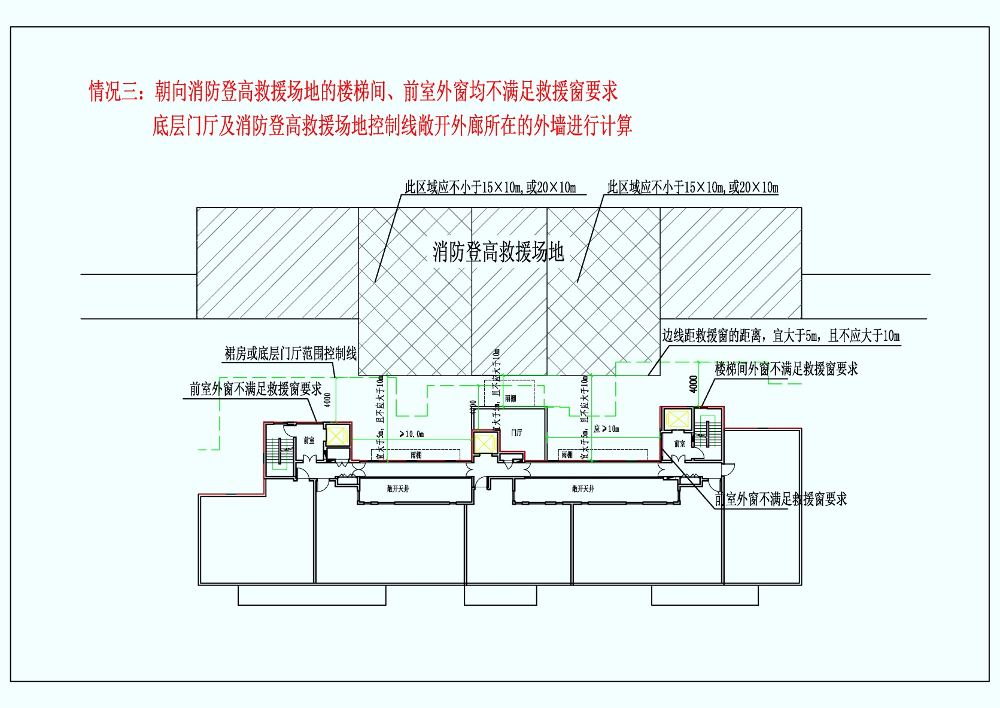 情况三：朝向消防登高救援场地的楼梯间、前室外窗均不满足救援窗要求
底层门厅及消防登高救援场地控制线敞开外廊所在的外墙进行计算
此区域应不小于15×10m,或20×10m
此区域应不小于15×10m,或20×10m
消防登高救援场地
边线距救援窗的距离，宜大于5m，且不应大于10m
裙房或底层门厅范围控制线
楼梯间外窗不满足救援窗要求
前室外窗不满足救援窗要求
4000
宜大于5m，且不应大于10m
4000
宜大于5m，且不应大于10m
雨棚
宜大于5m，且不应大于10m
4000
≥10.0m
门厅
应≥10m
前室
前室
雨棚
雨棚
敞开天井
敞开天井
前室外窗不满足救援窗要求